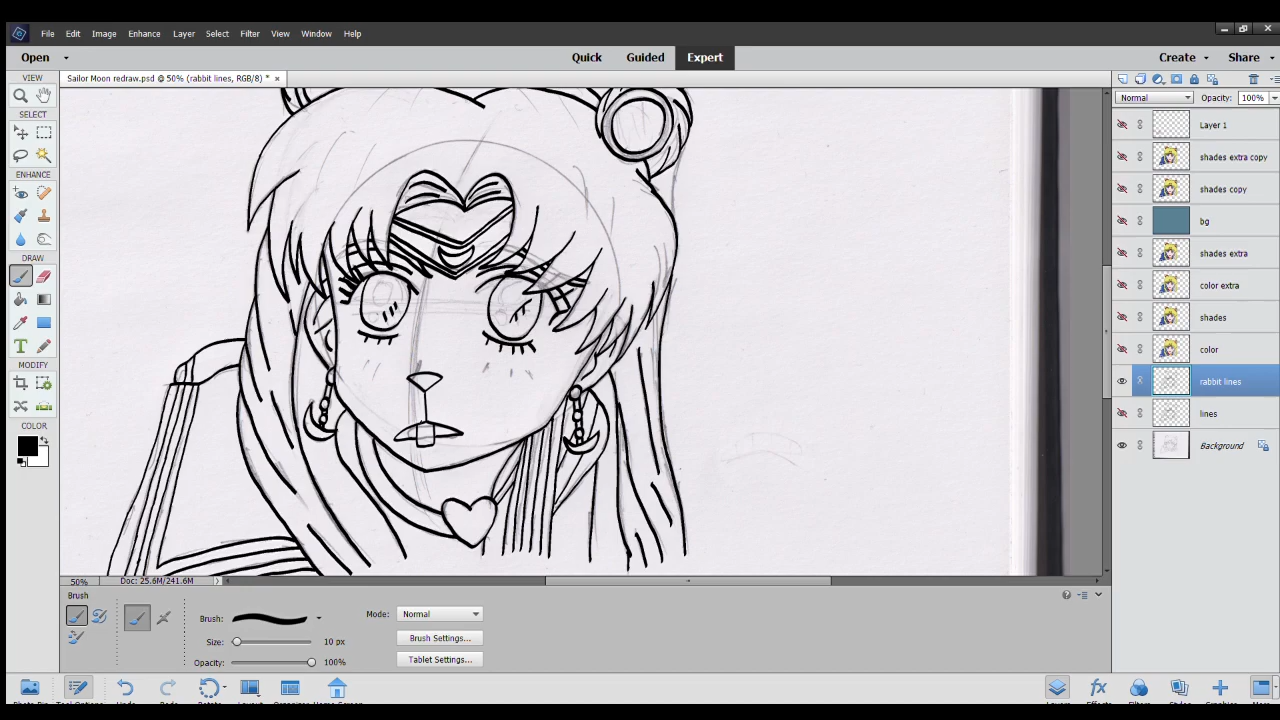 File Edit Image Enhance Layer Select Filter View Window Help
Open Quick Guided Expert Create Share
VIEW
Sailor Moon redraw.psd @ 50% (rabbit lines, RGB/8) *
Normal Opacity: 100%
SELECT
Layer 1
shades extra copy
ENHANCE
shades copy
bg
DRAW
shades extra
color extra
shades
color
MODIFY
rabbit lines
lines
COLOR
Background
50% Doc: 25.6M/241.6M
Brush
Brush: Mode: Normal
Size: 10 px Brush Settings...
Opacity: 100% Tablet Settings...